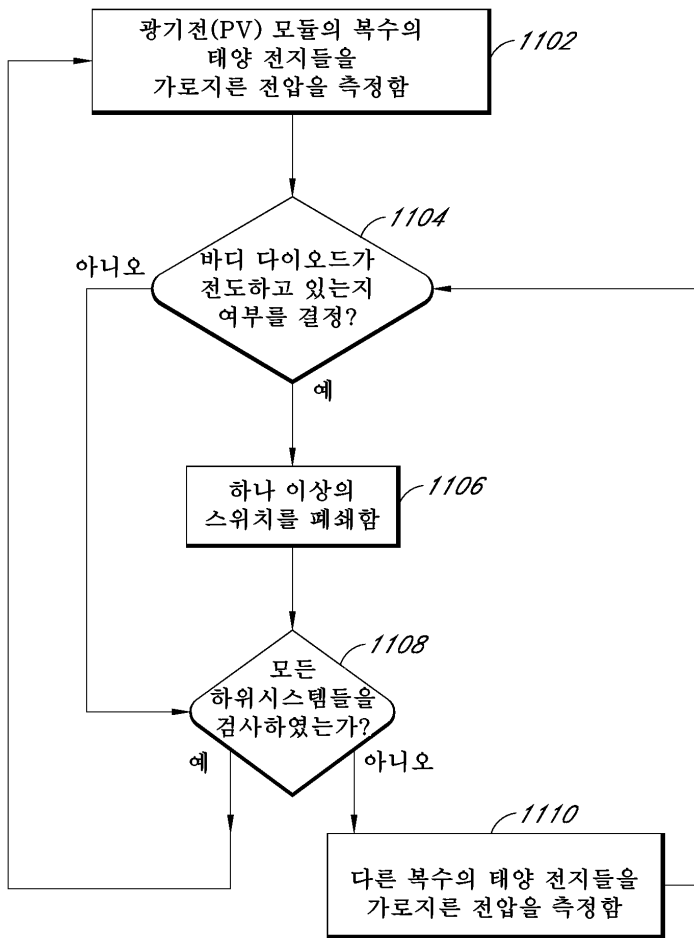 광기전(PV) 모듈의 복수의
태양 전지들을
가로지른 전압을 측정함
1102
1104
아니오
바디 다이오드가
전도하고 있는지
여부를 결정?
예
하나 이상의
스위치를 폐쇄함
1106
1108
모든
하위시스템들을
검사하였는가?
예
아니오
1110
다른 복수의 태양 전지들을
가로지른 전압을 측정함